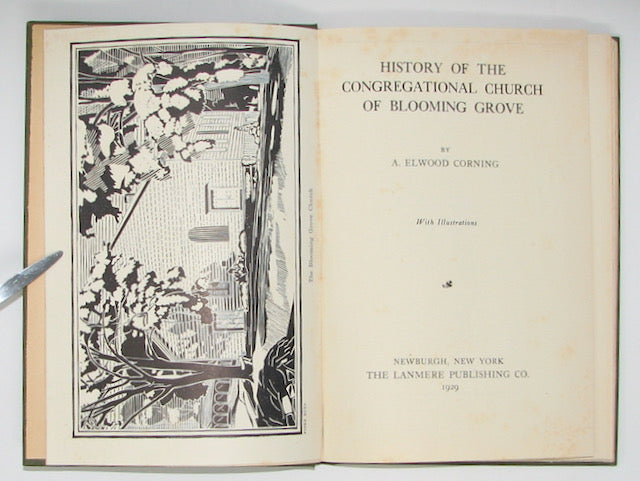 The Blooming Grove Church
HISTORY OF THE
CONGREGATIONAL CHURCH
OF BLOOMING GROVE
BY
A. ELWOOD CORNING
With Illustrations
NEWBURGH, NEW YORK
THE LANMERE PUBLISHING CO.
1929